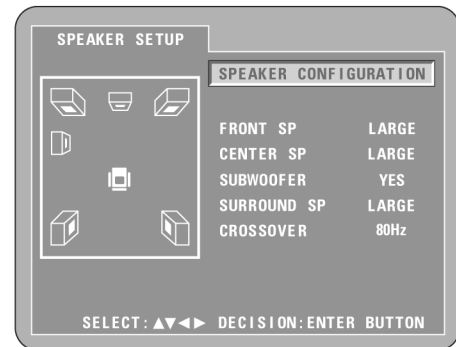 SPEAKER SETUP
SPEAKER CONFIGURATION
FRONT SP LARGE
CENTER SP LARGE
SUBWOOFER YES
SURROUND SP LARGE
CROSSOVER 80Hz
SELECT:▲▼◄► DECISION:ENTER BUTTON